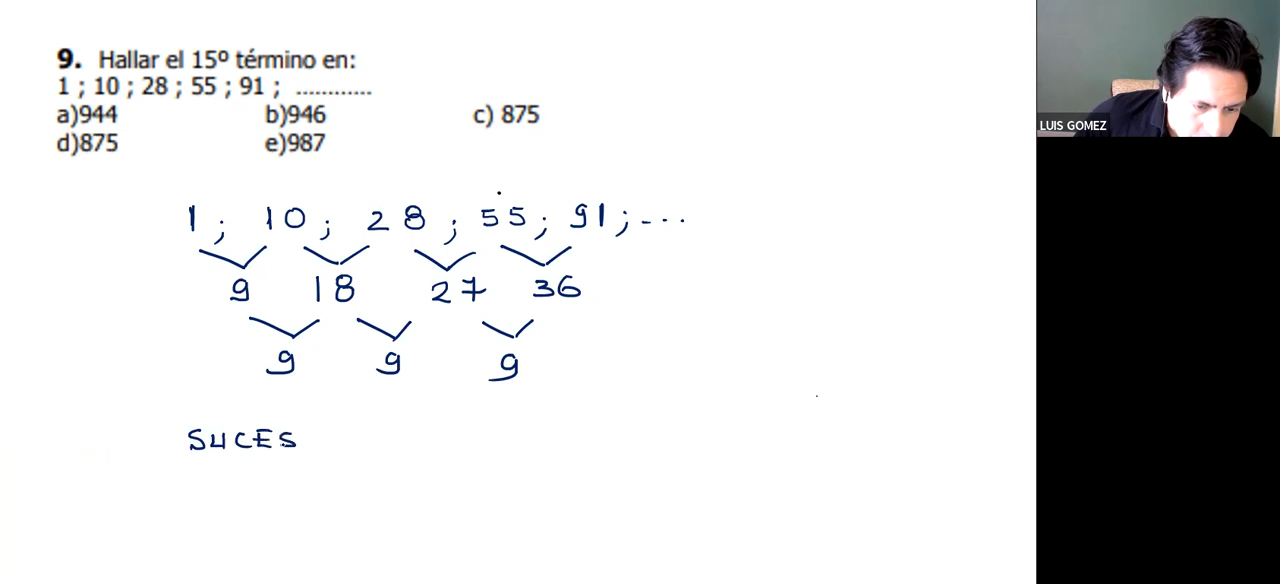 9. Hallar el 15º término en:
1 ; 10 ; 28 ; 55 ; 91 ; ............
a)944 b)946 c) 875
d)875 e)987
1 ; 10 ; 28 ; 55 ; 91 ; - ...
9 18 27 36
9 9 9
SUCES
LUIS GOMEZ